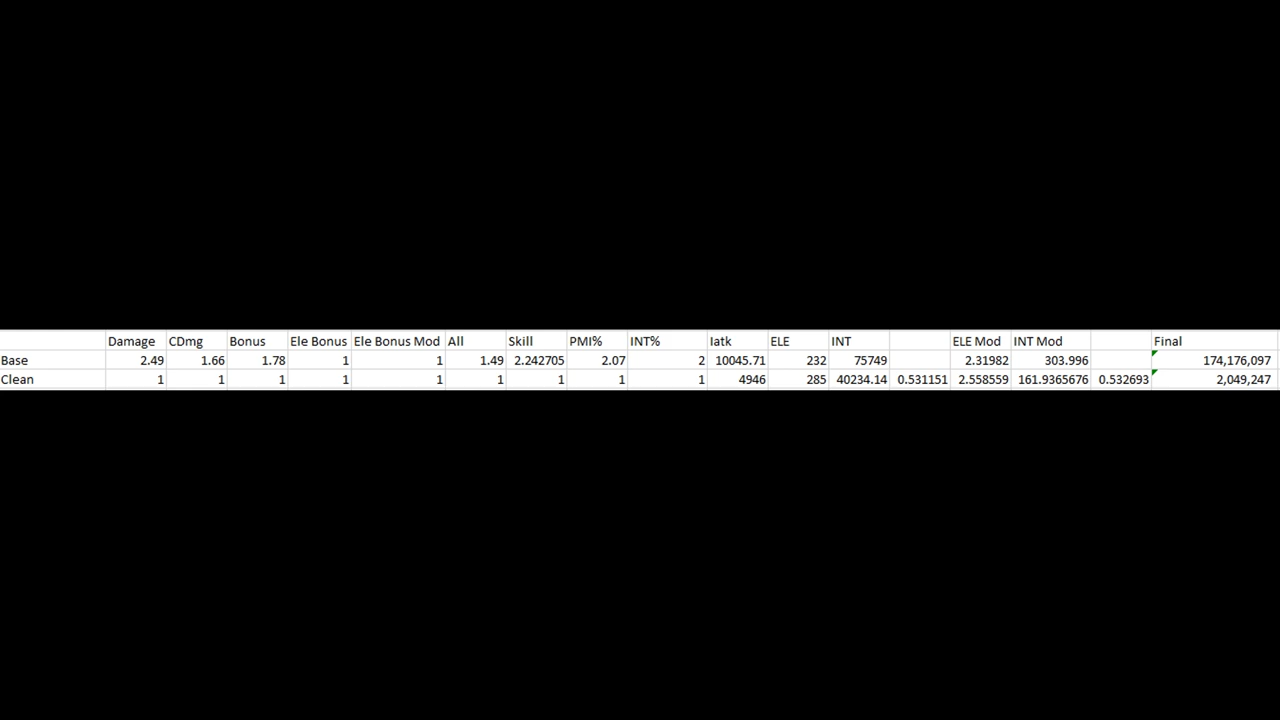 Damage CDmg Bonus Ele Bonus Ele Bonus Mod All Skill PMI% INT% Iatk ELE INT ELE Mod INT Mod Final
Base 2.49 1.66 1.78 1 1 1.49 2.242705 2.07 2 10045.71 232 75749 2.31982 303.996 174,176,097
Clean 1 1 1 1 1 1 1 1 1 4946 285 40234.14 0.531151 2.558559 161.9365676 0.532693 2,049,247